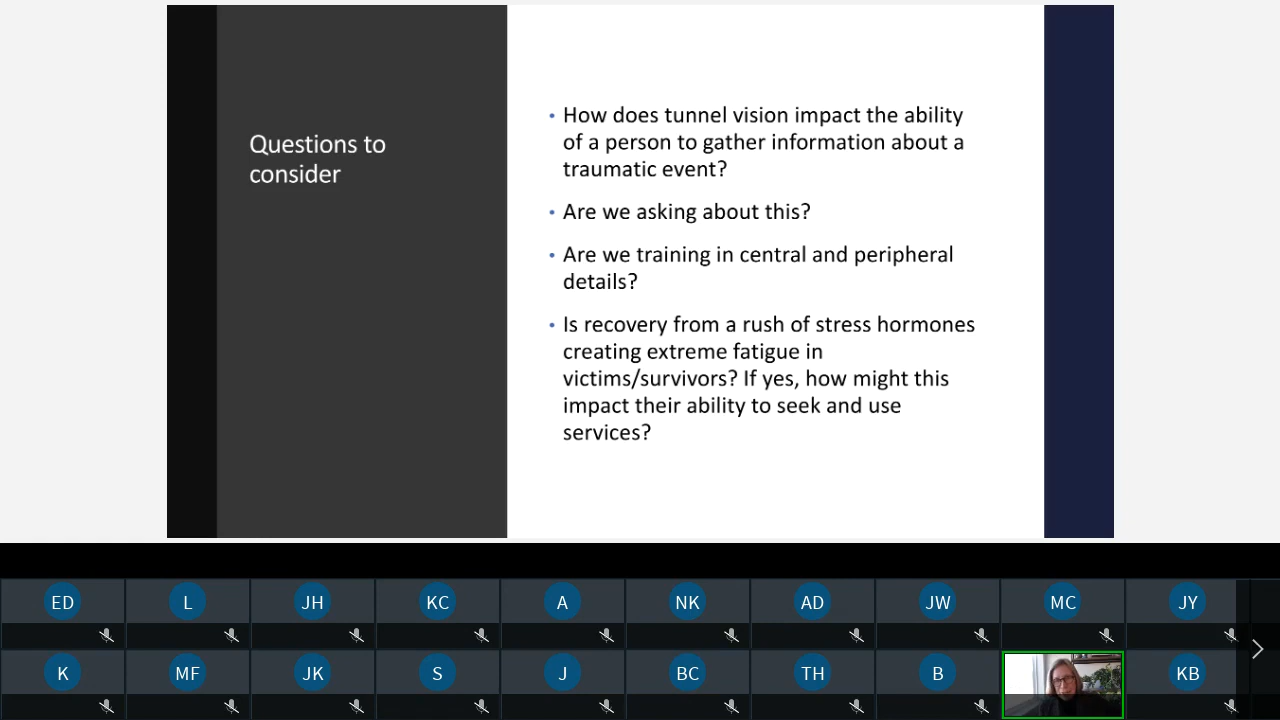 Questions to
consider
• How does tunnel vision impact the ability
of a person to gather information about a
traumatic event?
• Are we asking about this?
• Are we training in central and peripheral
details?
• Is recovery from a rush of stress hormones
creating extreme fatigue in
victims/survivors? If yes, how might this
impact their ability to seek and use
services?
ED L JH KC A NK AD JW MC JY
K MF JK S J BC TH B KB